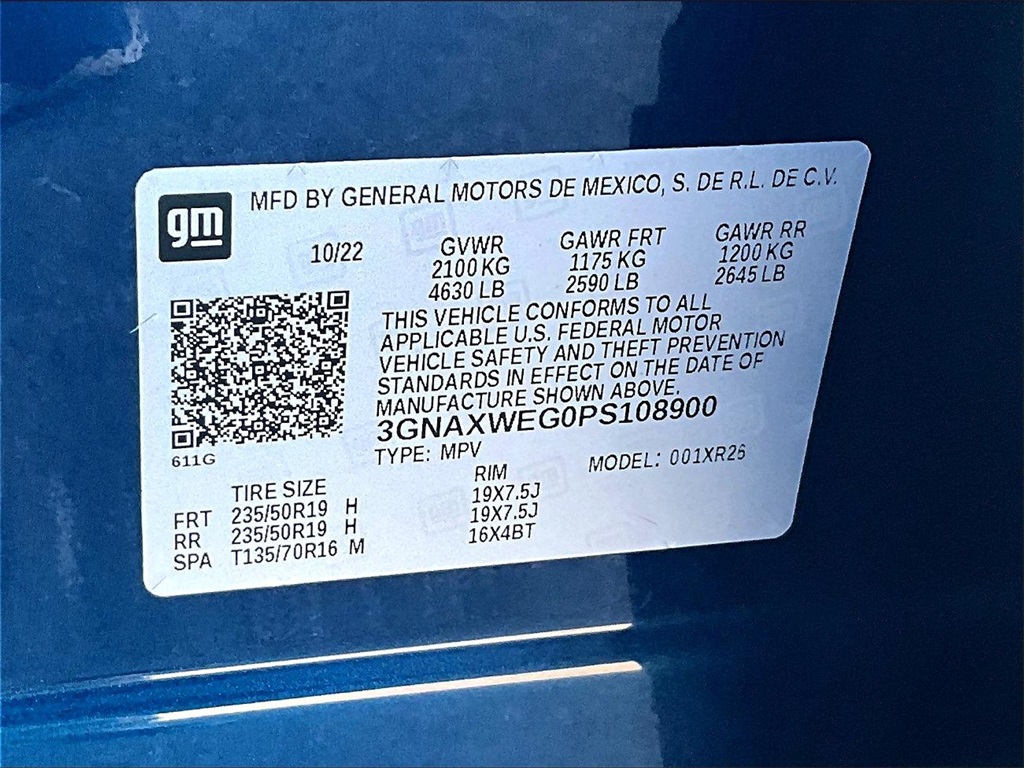 gm
MFD BY GENERAL MOTORS DE MEXICO, S. DE R.L. DE C.V.
10/22 GVWR GAWR FRT GAWR RR
2100 KG 1175 KG 1200 KG
4630 LB 2590 LB 2645 LB
THIS VEHICLE CONFORMS TO ALL
APPLICABLE U.S. FEDERAL MOTOR
VEHICLE SAFETY AND THEFT PREVENTION
STANDARDS IN EFFECT ON THE DATE OF
MANUFACTURE SHOWN ABOVE.
3GNAXWEG0PS108900
611G
TYPE: MPV MODEL: 001XR26
TIRE SIZE RIM
FRT 235/50R19 H 19X7.5J
RR 235/50R19 H 19X7.5J
SPA T135/70R16 M 16X4BT